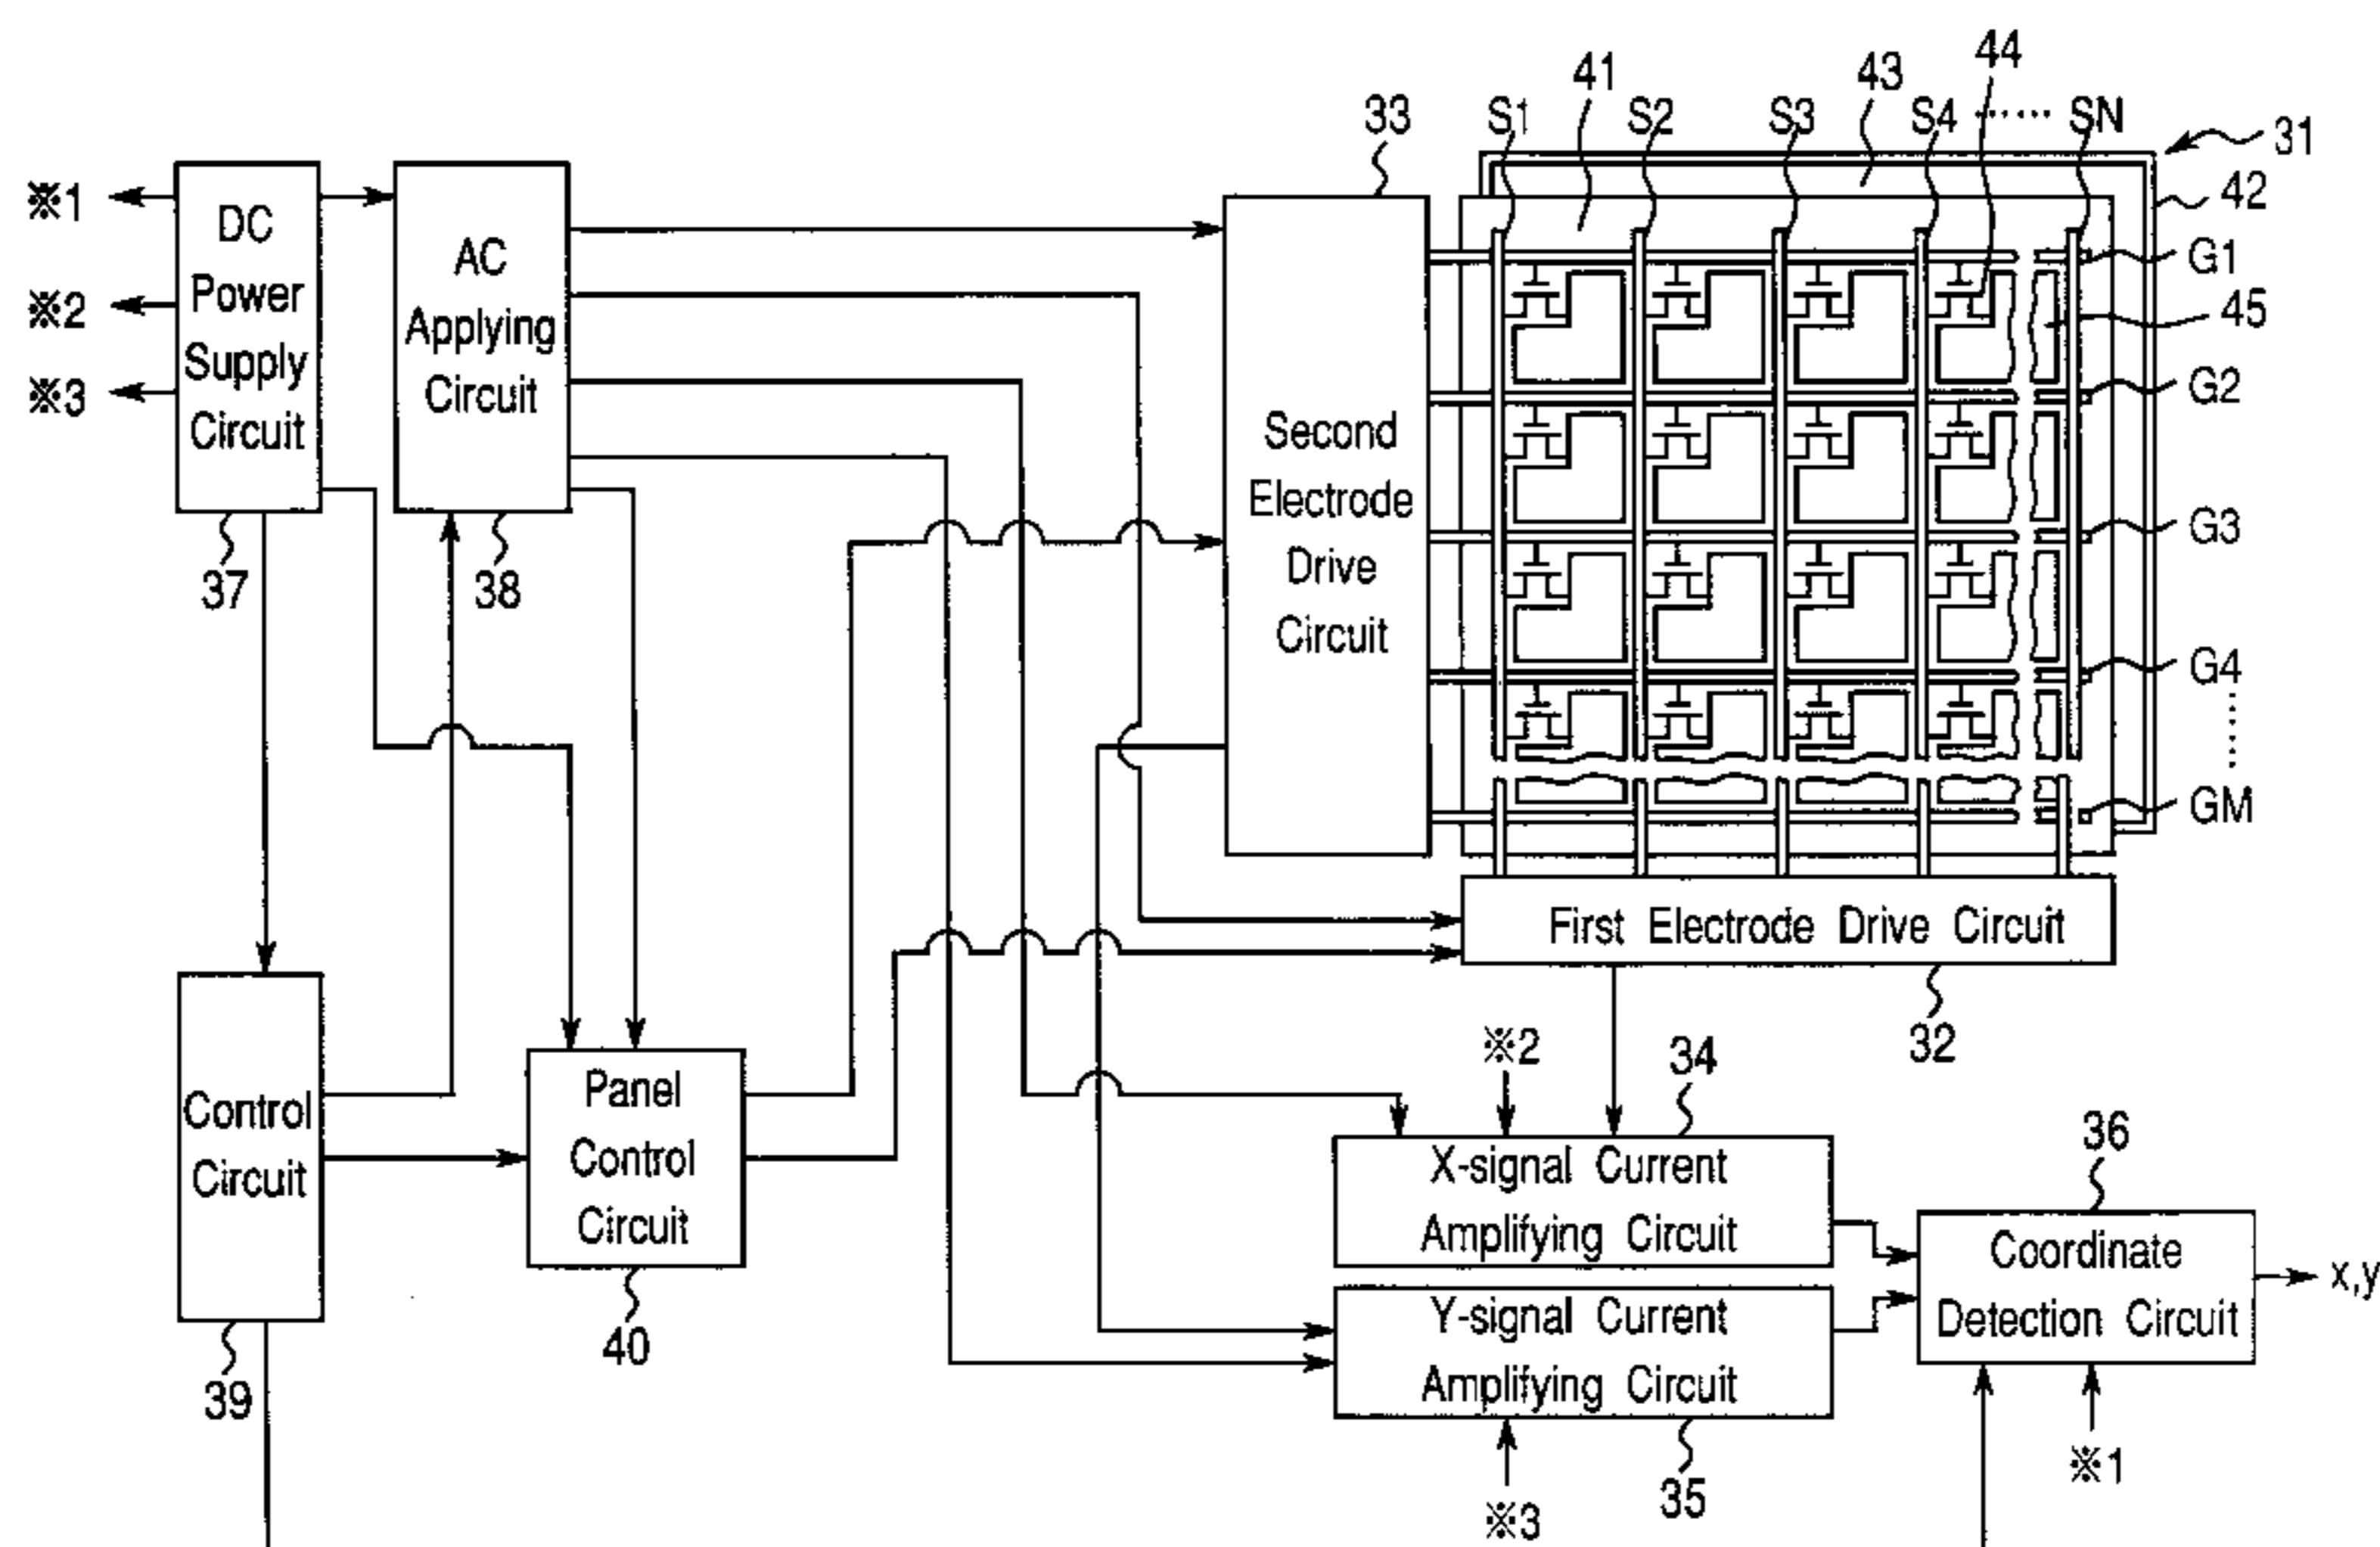 44
41
43
33
S1
S2
S3
S4
......
SN
31
42
※1
DC
Power
Supply
Circuit
※2
※3
AC
Applying
Circuit
G1
45
G2
Second
Electrode
Drive
Circuit
G3
37
38
G4
GM
First Electrode Drive Circuit
32
※2
34
Control
Circuit
Panel
Control
Circuit
X-signal Current
Amplifying Circuit
36
Coordinate
Detection Circuit
x,y
Y-signal Current
Amplifying Circuit
40
39
※1
35
※3